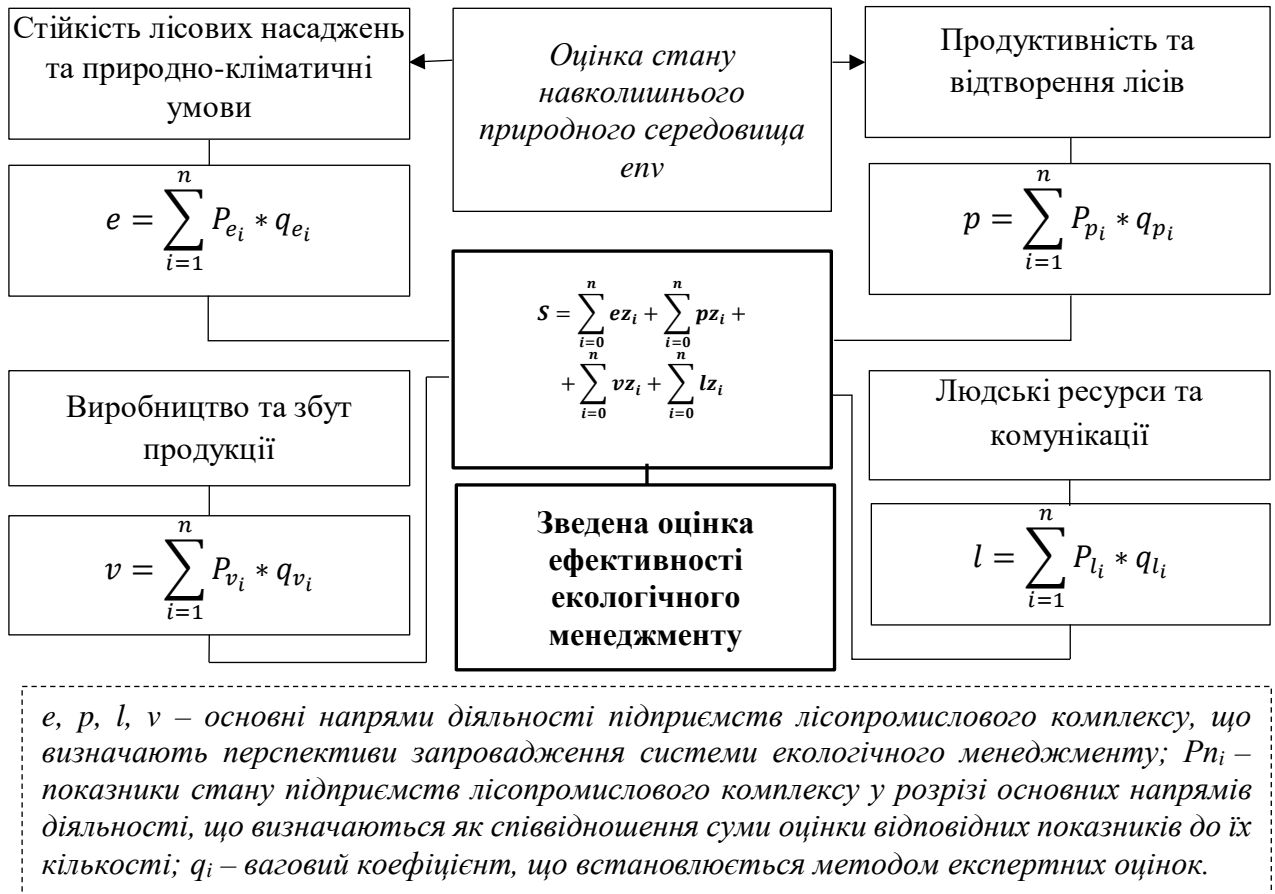 Стійкість лісових насаджень
та природно-кліматичні
умови
Оцінка стану
навколишнього
природного середовища
env
Продуктивність та
відтворення лісів
e = ∑_{i=1}^{n} P_{e_i} * q_{e_i}
p = ∑_{i=1}^{n} P_{p_i} * q_{p_i}
S = ∑_{i=0}^{n} ez_i + ∑_{i=0}^{n} pz_i +
+ ∑_{i=0}^{n} vz_i + ∑_{i=0}^{n} lz_i
Виробництво та збут
продукції
Людські ресурси та
комунікації
v = ∑_{i=1}^{n} P_{v_i} * q_{v_i}
Зведена оцінка
ефективності
екологічного
менеджменту
l = ∑_{i=1}^{n} P_{l_i} * q_{l_i}
e, p, l, v – основні напрями діяльності підприємств лісопромислового комплексу, що
визначають перспективи запровадження системи екологічного менеджменту; Pn_i –
показники стану підприємств лісопромислового комплексу у розрізі основних напрямів
діяльності, що визначаються як співвідношення суми оцінки відповідних показників до їх
кількості; q_i – ваговий коефіцієнт, що встановлюється методом експертних оцінок.